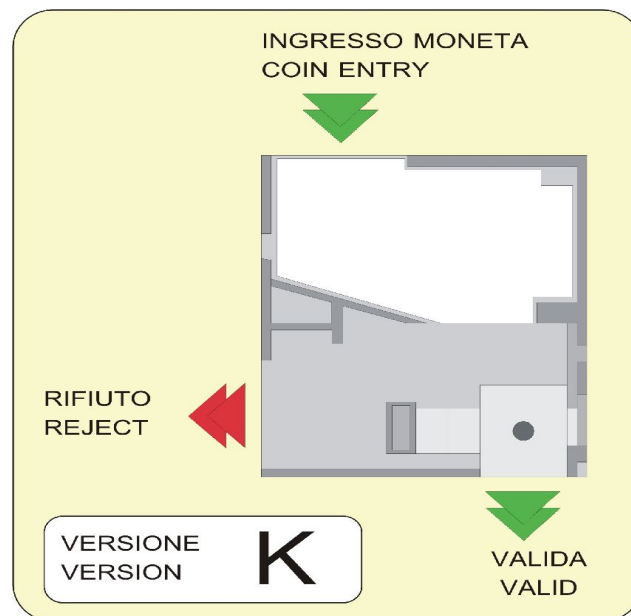 INGRESSO MONETA
COIN ENTRY
RIFIUTO
REJECT
VERSIONE
VERSION
K
VALIDA
VALID